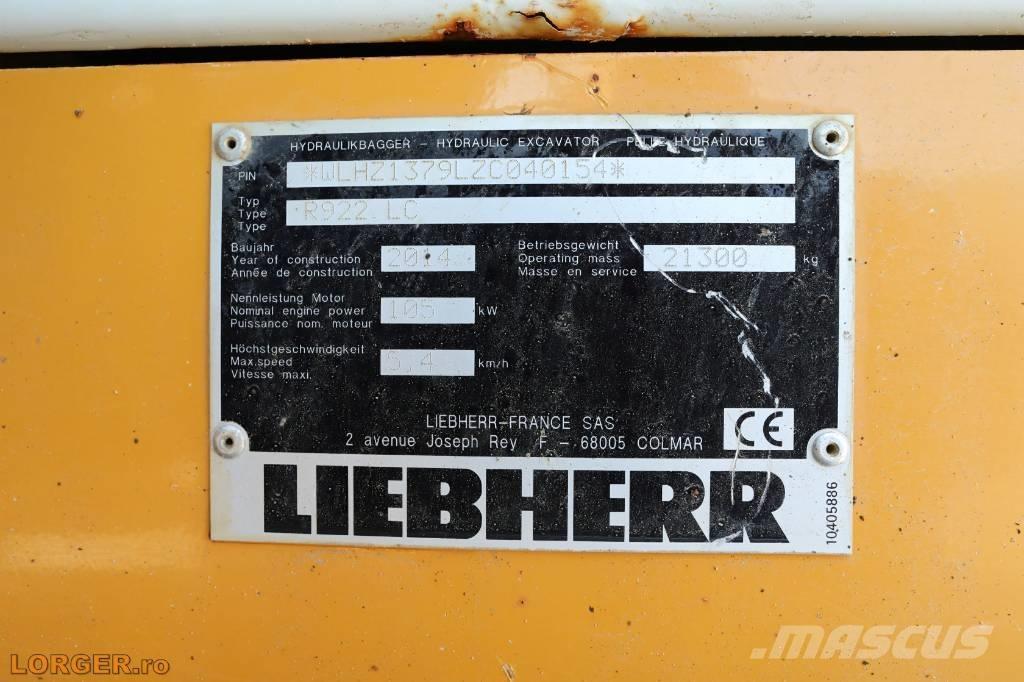 HYDRAULIKBAGGER - HYDRAULIC EXCAVATOR PELLE HYDRAULIQUE
PIN *WLHZ1379LZC040154*
Typ
Type R922 LC
Type
Baujahr
Year of construction 2014
Année de construction
Betriebsgewicht
Operating mass 21300 kg
Masse en service
Nennleistung Motor
Nominal engine power 105 kW
Puissance nom. moteur
Höchstgeschwindigkeit
Max.speed 5,4 km/h
Vitesse maxi.
LIEBHERR-FRANCE SAS
2 avenue Joseph Rey F - 68005 COLMAR
CE
LIEBHERR
10405886
LORGER.ro
MASCUS